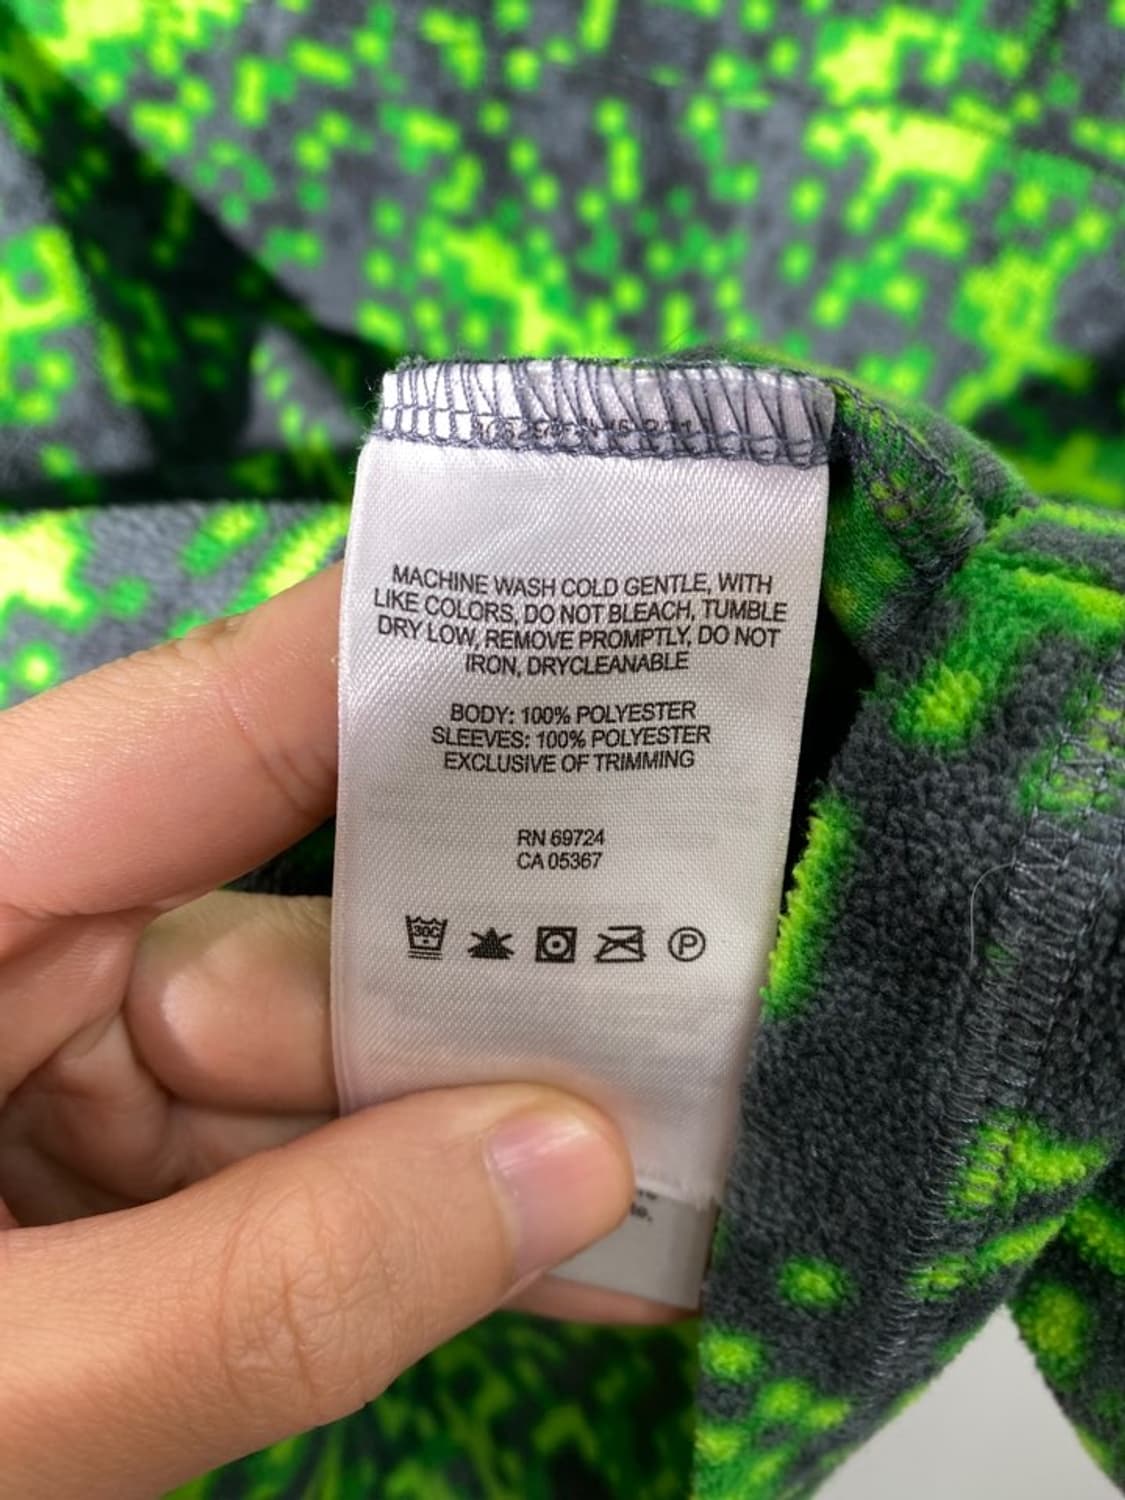 MACHINE WASH COLD GENTLE, WITH
LIKE COLORS, DO NOT BLEACH, TUMBLE
DRY LOW, REMOVE PROMPTLY, DO NOT
IRON, DRYCLEANABLE
BODY: 100% POLYESTER
SLEEVES: 100% POLYESTER
EXCLUSIVE OF TRIMMING
RN 69724
CA 05367
30C P